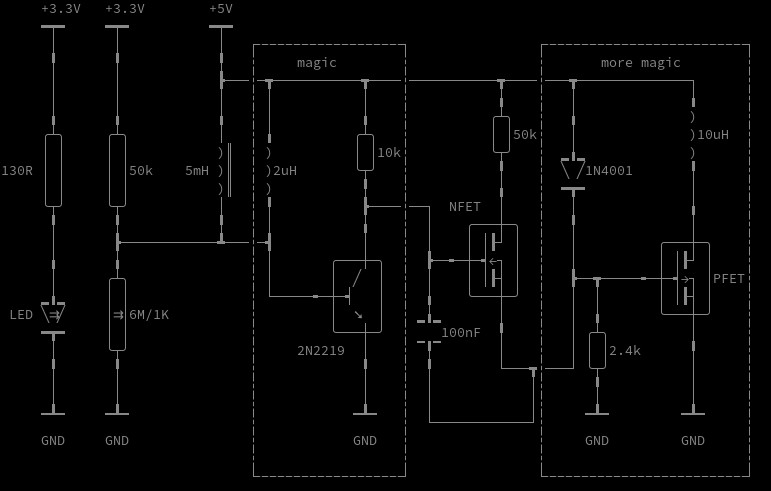 +3.3V +3.3V +5V
magic more magic
50k
10k
130R 50k 5mH 2uH 1N4001 10uH
NFET
PFET
LED 6M/1K
100nF
2N2219 2.4k
GND GND GND GND GND